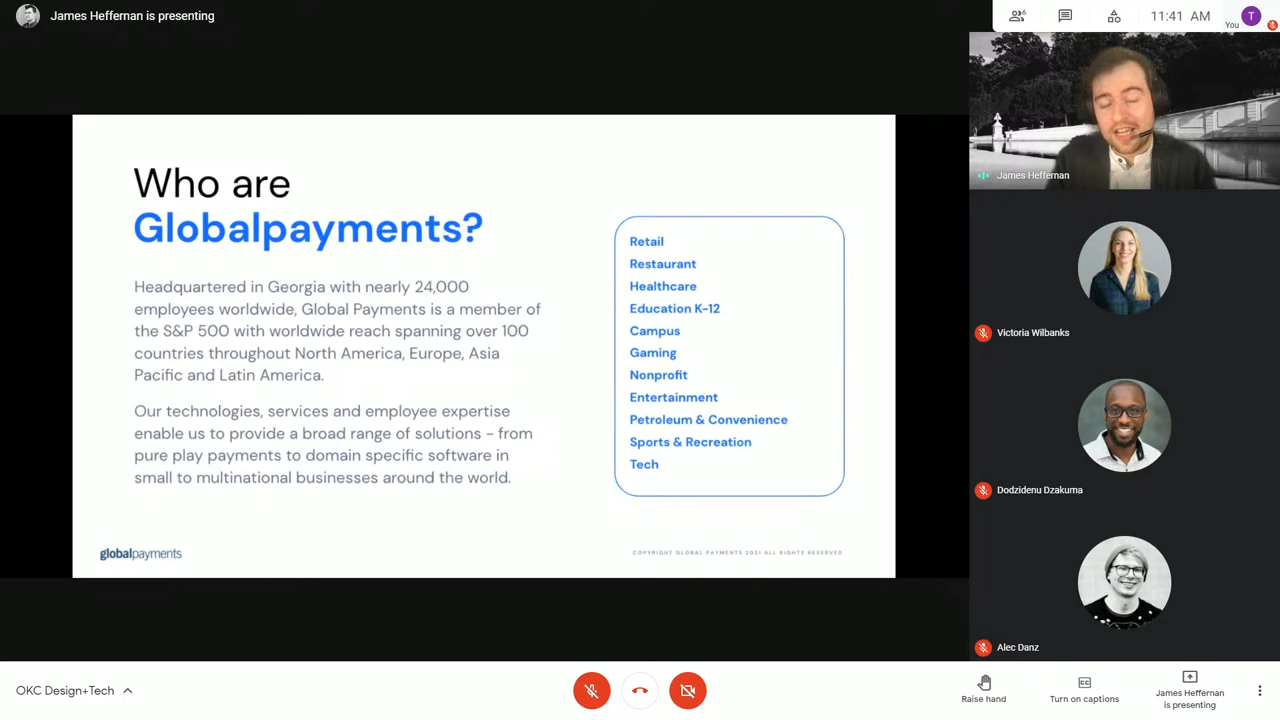 James Heffernan is presenting
6
11:41 AM
You
T
Who are
Globalpayments?
Headquartered in Georgia with nearly 24,000
employees worldwide, Global Payments is a member of
the S&P 500 with worldwide reach spanning over 100
countries throughout North America, Europe, Asia
Pacific and Latin America.
Our technologies, services and employee expertise
enable us to provide a broad range of solutions - from
pure play payments to domain specific software in
small to multinational businesses around the world.
Retail
Restaurant
Healthcare
Education K-12
Campus
Gaming
Nonprofit
Entertainment
Petroleum & Convenience
Sports & Recreation
Tech
globalpayments
COPYRIGHT GLOBAL PAYMENTS 2021 ALL RIGHTS RESERVED
James Heffernan
Victoria Wilbanks
Dodzidenu Dzakuma
Alec Danz
OKC Design+Tech
Raise hand
CC
Turn on captions
James Heffernan
is presenting